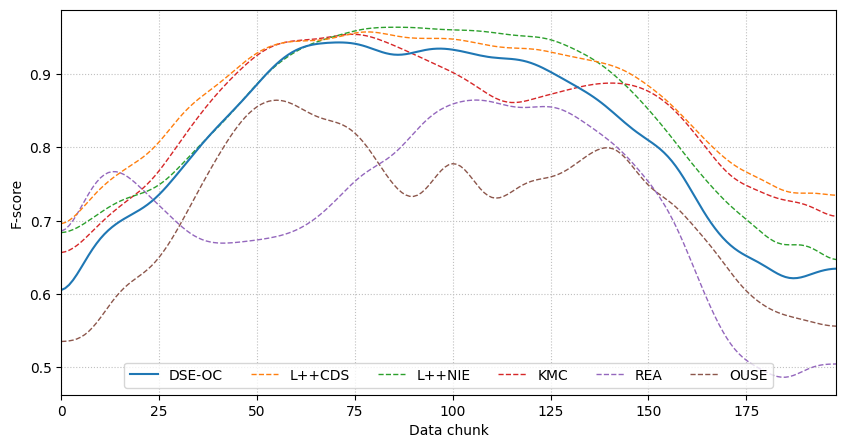 F-score
0.9
0.8
0.7
0.6
0.5
DSE-OC L++CDS L++NIE KMC REA OUSE
0 25 50 75 100 125 150 175
Data chunk